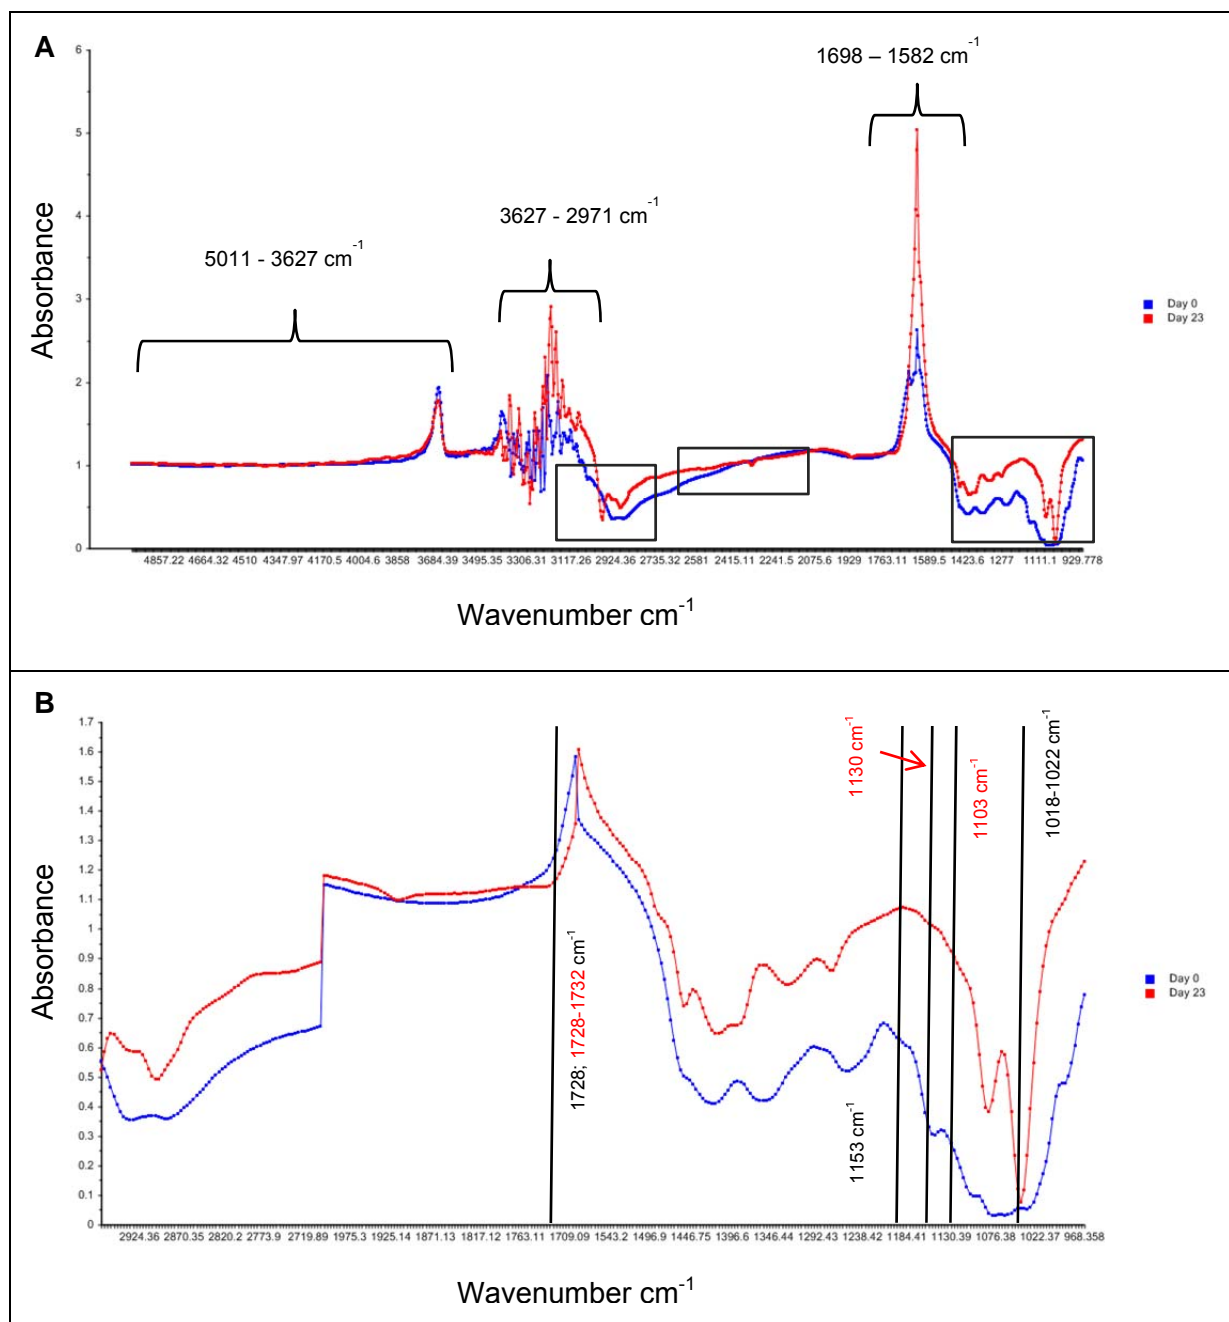 A
6
5
4
3
2
1
0
Absorbance
5011 - 3627 cm⁻¹
3627 - 2971 cm⁻¹
1698 – 1582 cm⁻¹
Day 0
Day 23
4857.22 4664.32 4510 4347.97 4170.5 4004.6 3858 3684.39 3495.35 3306.31 3117.26 2924.36 2735.32 2581 2415.11 2241.5 2075.6 1929 1763.11 1589.5 1423.6 1277 1111.1 929.778
Wavenumber cm⁻¹
B
1.7
1.6
1.5
1.4
1.3
1.2
1.1
1
0.9
0.8
0.7
0.6
0.5
0.4
0.3
0.2
0.1
0
Absorbance
1728; 1728-1732 cm⁻¹
1153 cm⁻¹
1130 cm⁻¹
1103 cm⁻¹
1018-1022 cm⁻¹
Day 0
Day 23
2924.36 2870.35 2820.2 2773.9 2719.89 1975.3 1925.14 1871.13 1817.12 1763.11 1709.09 1543.2 1496.9 1446.75 1396.6 1346.44 1292.43 1238.42 1184.41 1130.39 1076.38 1022.37 968.358
Wavenumber cm⁻¹